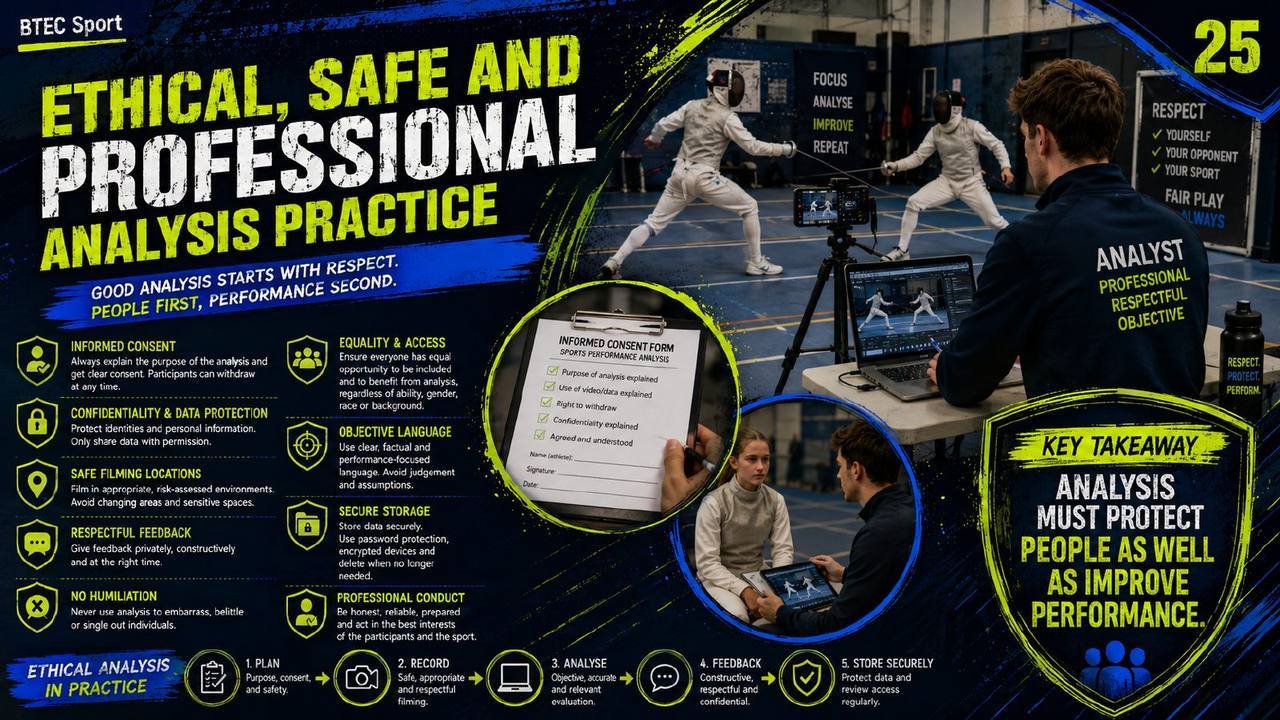 BTEC Sport
25
ETHICAL, SAFE AND
PROFESSIONAL
ANALYSIS PRACTICE
GOOD ANALYSIS STARTS WITH RESPECT.
PEOPLE FIRST, PERFORMANCE SECOND.
INFORMED CONSENT
Always explain the purpose of the analysis and
get clear consent. Participants can withdraw
at any time.
CONFIDENTIALITY & DATA PROTECTION
Protect identities and personal information.
Only share data with permission.
SAFE FILMING LOCATIONS
Film in appropriate, risk-assessed environments.
Avoid changing areas and sensitive spaces.
RESPECTFUL FEEDBACK
Give feedback privately, constructively
and at the right time.
NO HUMILIATION
Never use analysis to embarrass, belittle
or single out individuals.
EQUALITY & ACCESS
Ensure everyone has equal
opportunity to be included
and to benefit from analysis,
regardless of ability, gender,
race or background.
OBJECTIVE LANGUAGE
Use clear, factual and
performance-focused
language. Avoid judgement
and assumptions.
SECURE STORAGE
Store data securely.
Use password protection,
encrypted devices and
delete when no longer
needed.
PROFESSIONAL CONDUCT
Be honest, reliable, prepared
and act in the best interests
of the participants and the sport.
INFORMED CONSENT FORM
SPORTS PERFORMANCE ANALYSIS
Purpose of analysis explained
Use of video/data explained
Right to withdraw
Confidentiality explained
Agreed and understood
Name (athlete):
Signature:
Date:
FOCUS
ANALYSE
IMPROVE
REPEAT
RESPECT
YOURSELF
YOUR OPPONENT
YOUR SPORT
FAIR PLAY
ALWAYS
ANALYST
PROFESSIONAL
RESPECTFUL
OBJECTIVE
RESPECT.
PROTECT.
PERFORM.
KEY TAKEAWAY
ANALYSIS
MUST PROTECT
PEOPLE AS WELL
AS IMPROVE
PERFORMANCE.
ETHICAL ANALYSIS
IN PRACTICE
1. PLAN
Purpose, consent,
and safety.
2. RECORD
Safe, appropriate
and respectful
filming.
3. ANALYSE
Objective, accurate
and relevant
evaluation.
4. FEEDBACK
Constructive,
respectful and
confidential.
5. STORE SECURELY
Protect data and
review access
regularly.